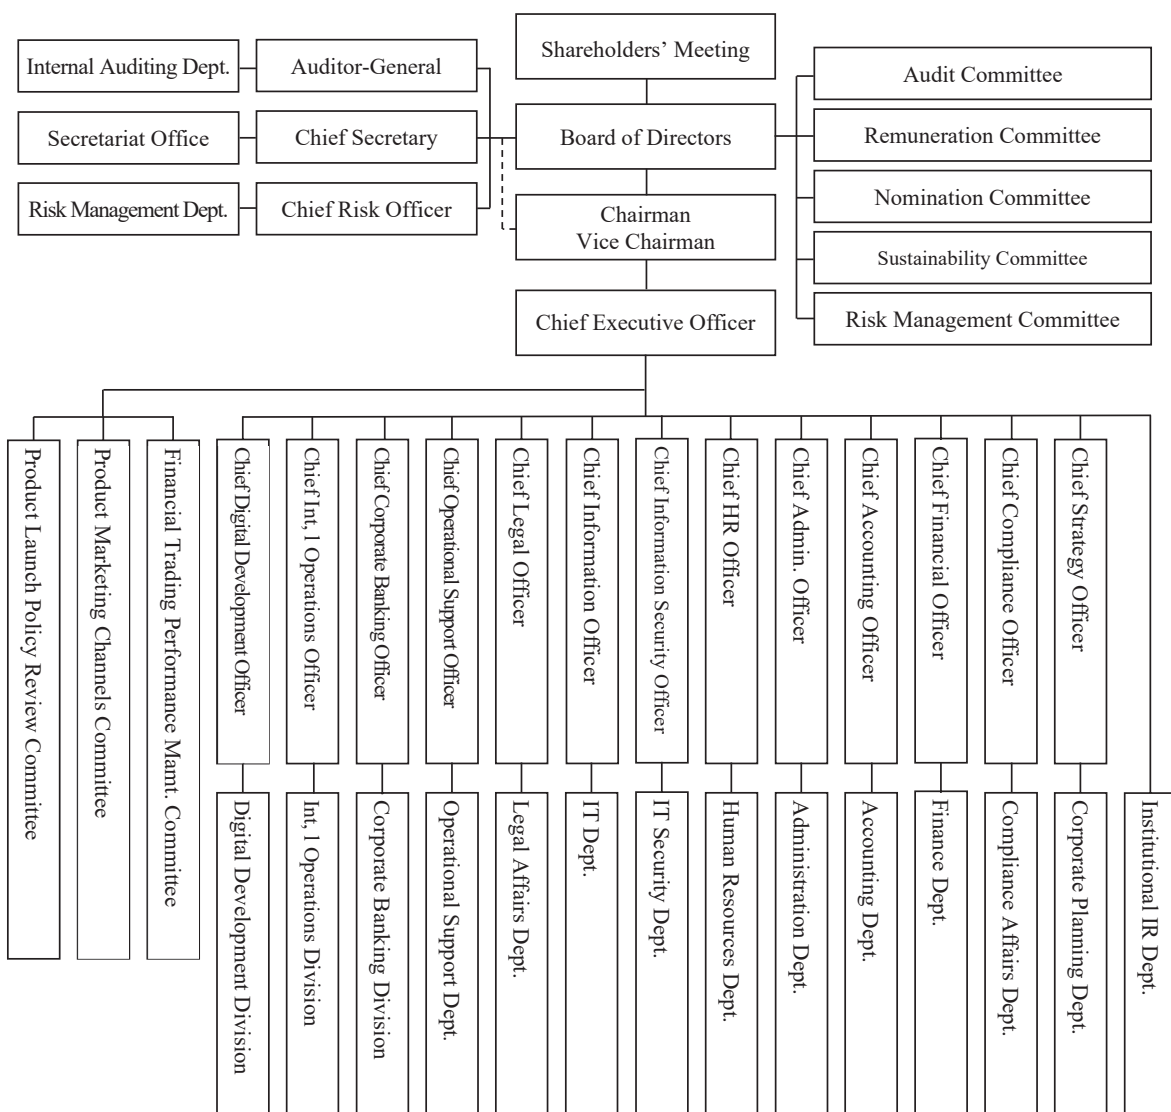 Shareholders’ Meeting
Internal Auditing Dept.
Auditor-General
Audit Committee
Secretariat Office
Chief Secretary
Board of Directors
Remuneration Committee
Risk Management Dept.
Chief Risk Officer
Chairman
Vice Chairman
Nomination Committee
Sustainability Committee
Chief Executive Officer
Risk Management Committee
Product Launch Policy Review Committee
Product Marketing Channels Committee
Financial Trading Performance Mamt. Committee
Chief Digital Development Officer
Chief Int, l Operations Officer
Chief Corporate Banking Officer
Chief Operational Support Officer
Chief Legal Officer
Chief Information Officer
Chief Information Security Officer
Chief HR Officer
Chief Admin. Officer
Chief Accounting Officer
Chief Financial Officer
Chief Compliance Officer
Chief Strategy Officer
Digital Development Division
Int, l Operations Division
Corporate Banking Division
Operational Support Dept.
Legal Affairs Dept.
IT Dept.
IT Security Dept.
Human Resources Dept.
Administration Dept.
Accounting Dept.
Finance Dept.
Compliance Affairs Dept.
Corporate Planning Dept.
Institutional IR Dept.